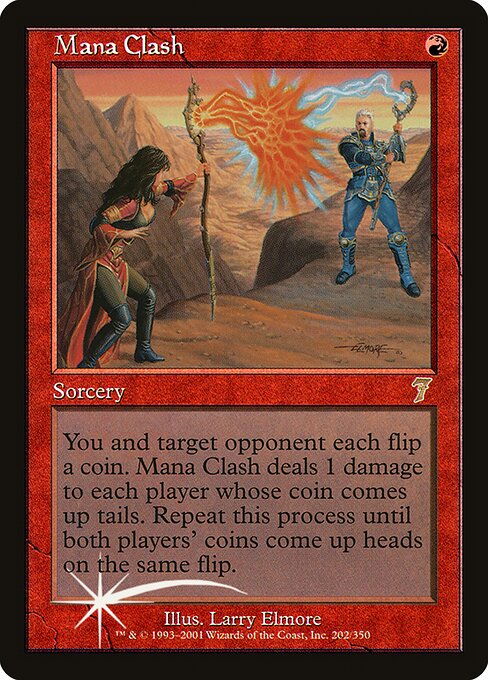 Mana Clash
ELMORE
Sorcery
7
You and target opponent each flip
a coin. Mana Clash deals 1 damage
to each player whose coin comes
up tails. Repeat this process until
both players' coins come up heads
on the same flip.
Illus. Larry Elmore
™ & © 1993–2001 Wizards of the Coast, Inc. 202/350